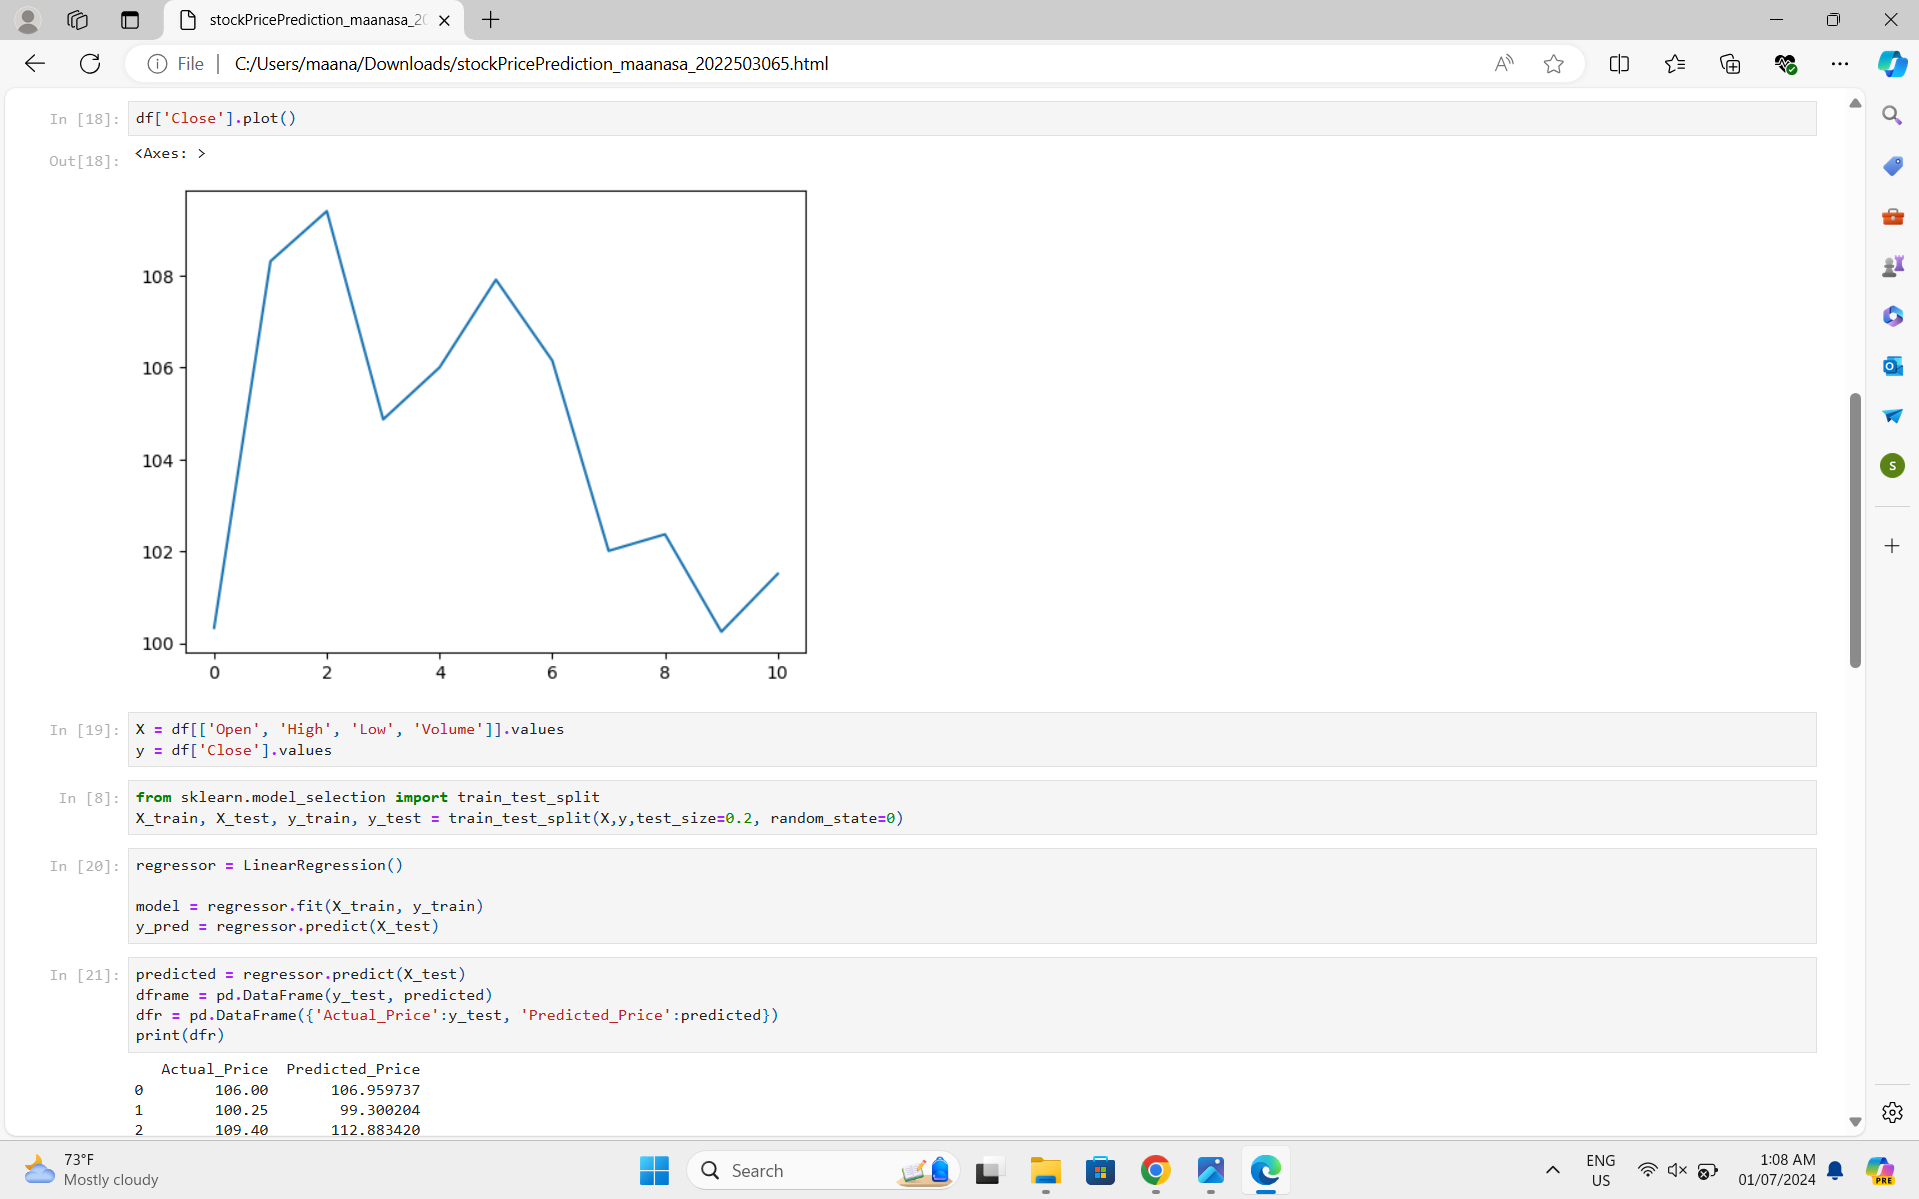 stockPricePrediction_maanasa_20
File
C:/Users/maana/Downloads/stockPricePrediction_maanasa_2022503065.html
In [18]:
df['Close'].plot()
Out[18]:
<Axes: >
108
106
104
102
100
0 2 4 6 8 10
In [19]:
X = df[['Open', 'High', 'Low', 'Volume']].values
y = df['Close'].values
In [8]:
from sklearn.model_selection import train_test_split
X_train, X_test, y_train, y_test = train_test_split(X,y,test_size=0.2, random_state=0)
In [20]:
regressor = LinearRegression()
model = regressor.fit(X_train, y_train)
y_pred = regressor.predict(X_test)
In [21]:
predicted = regressor.predict(X_test)
dframe = pd.DataFrame(y_test, predicted)
dfr = pd.DataFrame({'Actual_Price':y_test, 'Predicted_Price':predicted})
print(dfr)
Actual_Price Predicted_Price
0 106.00 106.959737
1 100.25 99.300204
2 109.40 112.883420
S
73°F
Mostly cloudy
Search
PRE
ENG
US
1:08 AM
01/07/2024